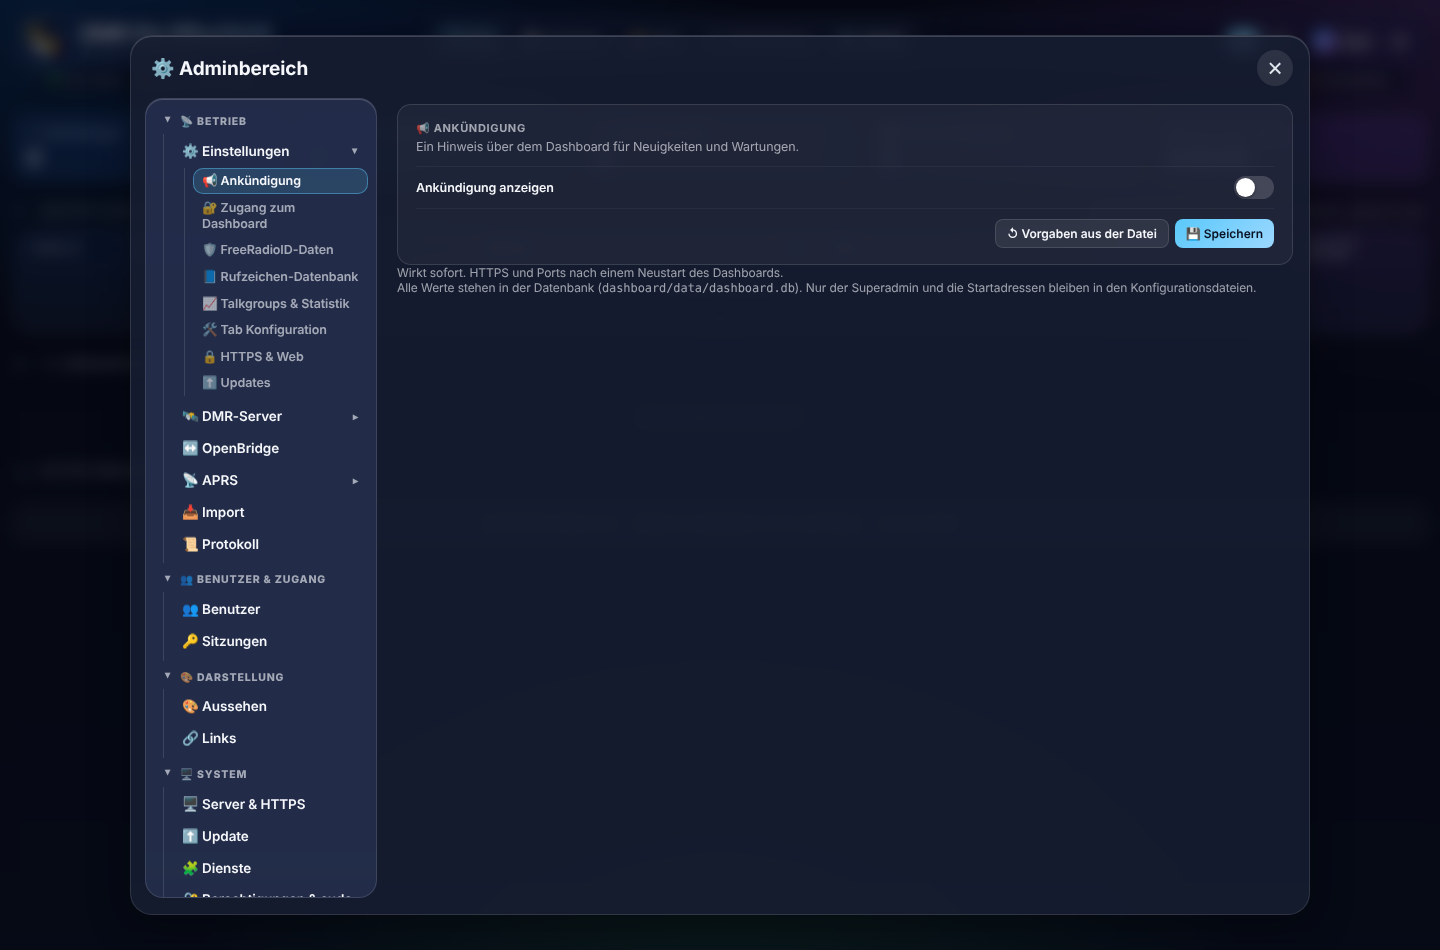 Adminbereich
BETRIEB
Einstellungen
Ankündigung
Zugang zum
Dashboard
FreeRadioID-Daten
Rufzeichen-Datenbank
Talkgroups & Statistik
Tab Konfiguration
HTTPS & Web
Updates
DMR-Server
OpenBridge
APRS
Import
Protokoll
BENUTZER & ZUGANG
Benutzer
Sitzungen
DARSTELLUNG
Aussehen
Links
SYSTEM
Server & HTTPS
Update
Dienste
ANKÜNDIGUNG
Ein Hinweis über dem Dashboard für Neuigkeiten und Wartungen.
Ankündigung anzeigen
Vorgaben aus der Datei
Speichern
Wirkt sofort. HTTPS und Ports nach einem Neustart des Dashboards.
Alle Werte stehen in der Datenbank (dashboard/data/dashboard.db). Nur der Superadmin und die Startadressen bleiben in den Konfigurationsdateien.